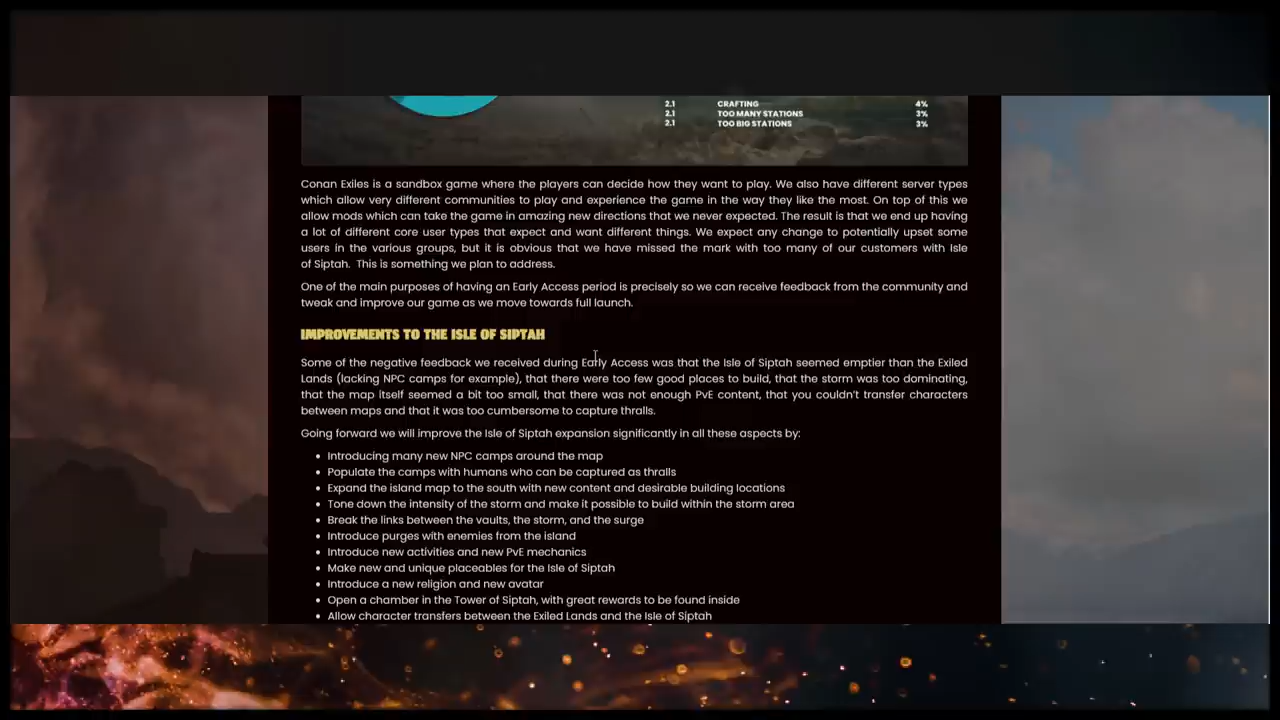 2.1 CRAFTING 4%
2.1 TOO MANY STATIONS 3%
2.1 TOO BIG STATIONS 3%
Conan Exiles is a sandbox game where the players can decide how they want to play. We also have different server types
which allow very different communities to play and experience the game in the way they like the most. On top of this we
allow mods which can take the game in amazing new directions that we never expected. The result is that we end up having
a lot of different core user types that expect and want different things. We expect any change to potentially upset some
users in the various groups, but it is obvious that we have missed the mark with too many of our customers with Isle
of Siptah. This is something we plan to address.
One of the main purposes of having an Early Access period is precisely so we can receive feedback from the community and
tweak and improve our game as we move towards full launch.
IMPROVEMENTS TO THE ISLE OF SIPTAH
Some of the negative feedback we received during Early Access was that the Isle of Siptah seemed emptier than the Exiled
Lands (lacking NPC camps for example), that there were too few good places to build, that the storm was too dominating,
that the map itself seemed a bit too small, that there was not enough PvE content, that you couldn't transfer characters
between maps and that it was too cumbersome to capture thralls.
Going forward we will improve the Isle of Siptah expansion significantly in all these aspects by:
• Introducing many new NPC camps around the map
• Populate the camps with humans who can be captured as thralls
• Expand the island map to the south with new content and desirable building locations
• Tone down the intensity of the storm and make it possible to build within the storm area
• Break the links between the vaults, the storm, and the surge
• Introduce purges with enemies from the island
• Introduce new activities and new PvE mechanics
• Make new and unique placeables for the Isle of Siptah
• Introduce a new religion and new avatar
• Open a chamber in the Tower of Siptah, with great rewards to be found inside
• Allow character transfers between the Exiled Lands and the Isle of Siptah